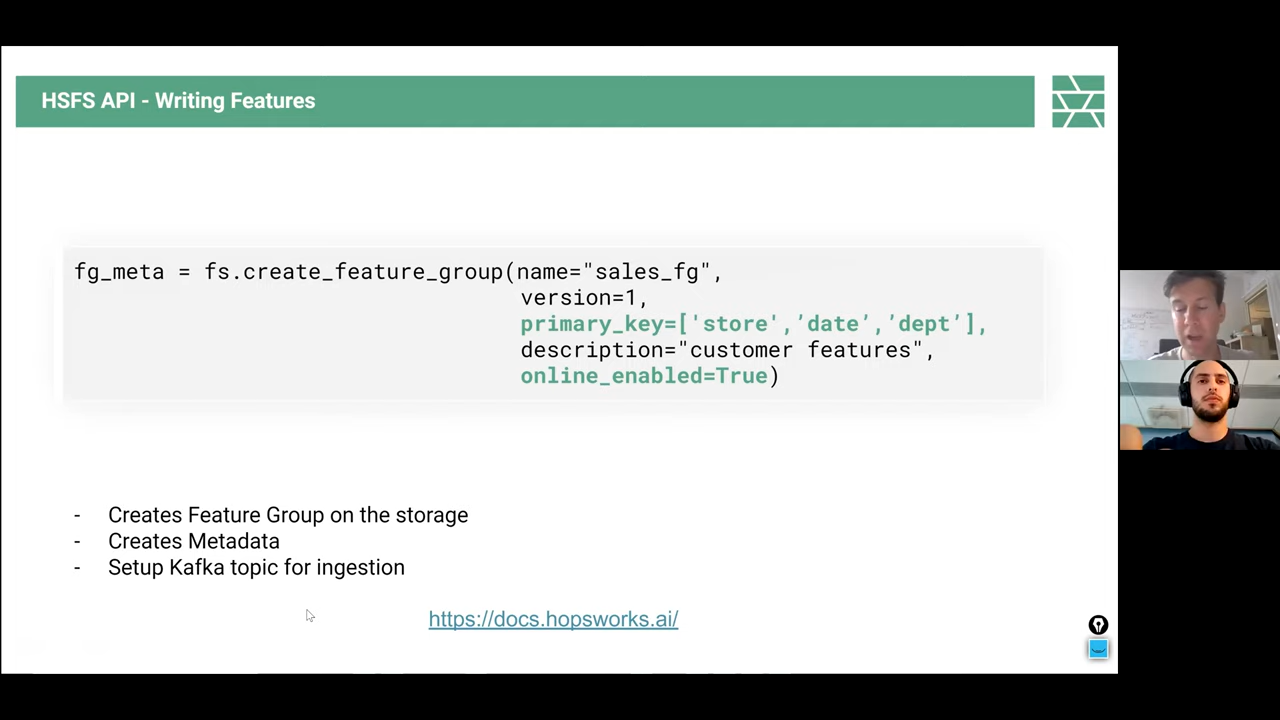 HSFS API - Writing Features
fg_meta = fs.create_feature_group(name="sales_fg",
version=1,
primary_key=['store','date’,’dept’],
description="customer features",
online_enabled=True)
- Creates Feature Group on the storage
- Creates Metadata
- Setup Kafka topic for ingestion
https://docs.hopsworks.ai/